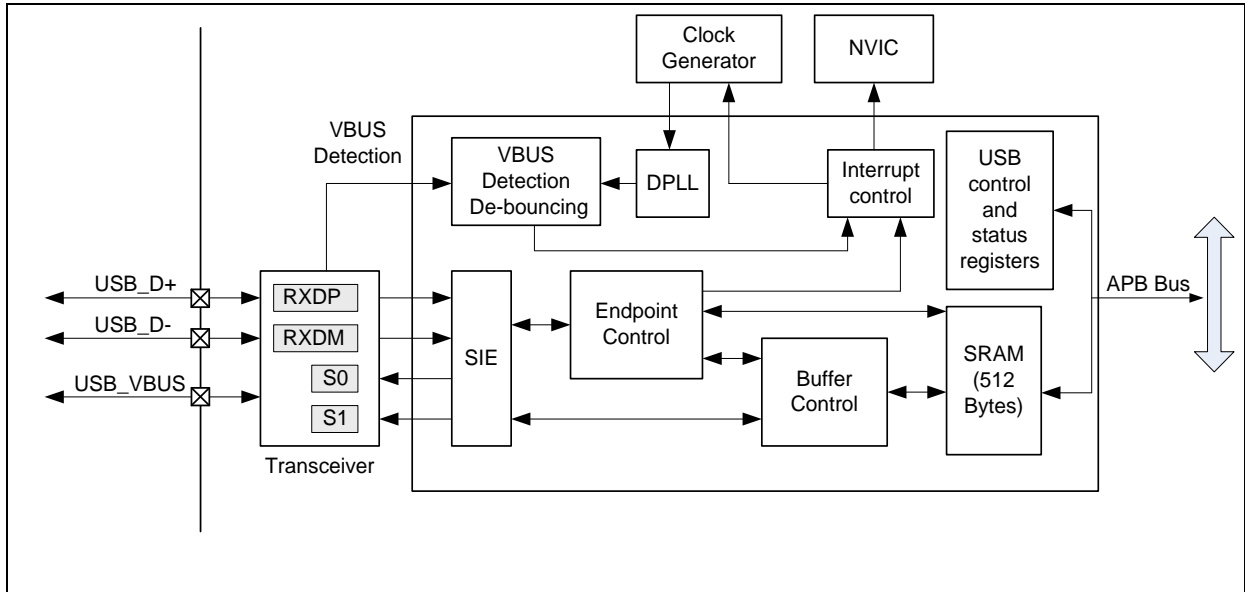 Clock
Generator
NVIC
VBUS
Detection
VBUS
Detection
De-bouncing
DPLL
Interrupt
control
USB
control
and
status
registers
USB_D+
USB_D-
USB_VBUS
RXDP
RXDM
S0
S1
Transceiver
SIE
Endpoint
Control
Buffer
Control
SRAM
(512
Bytes)
APB Bus